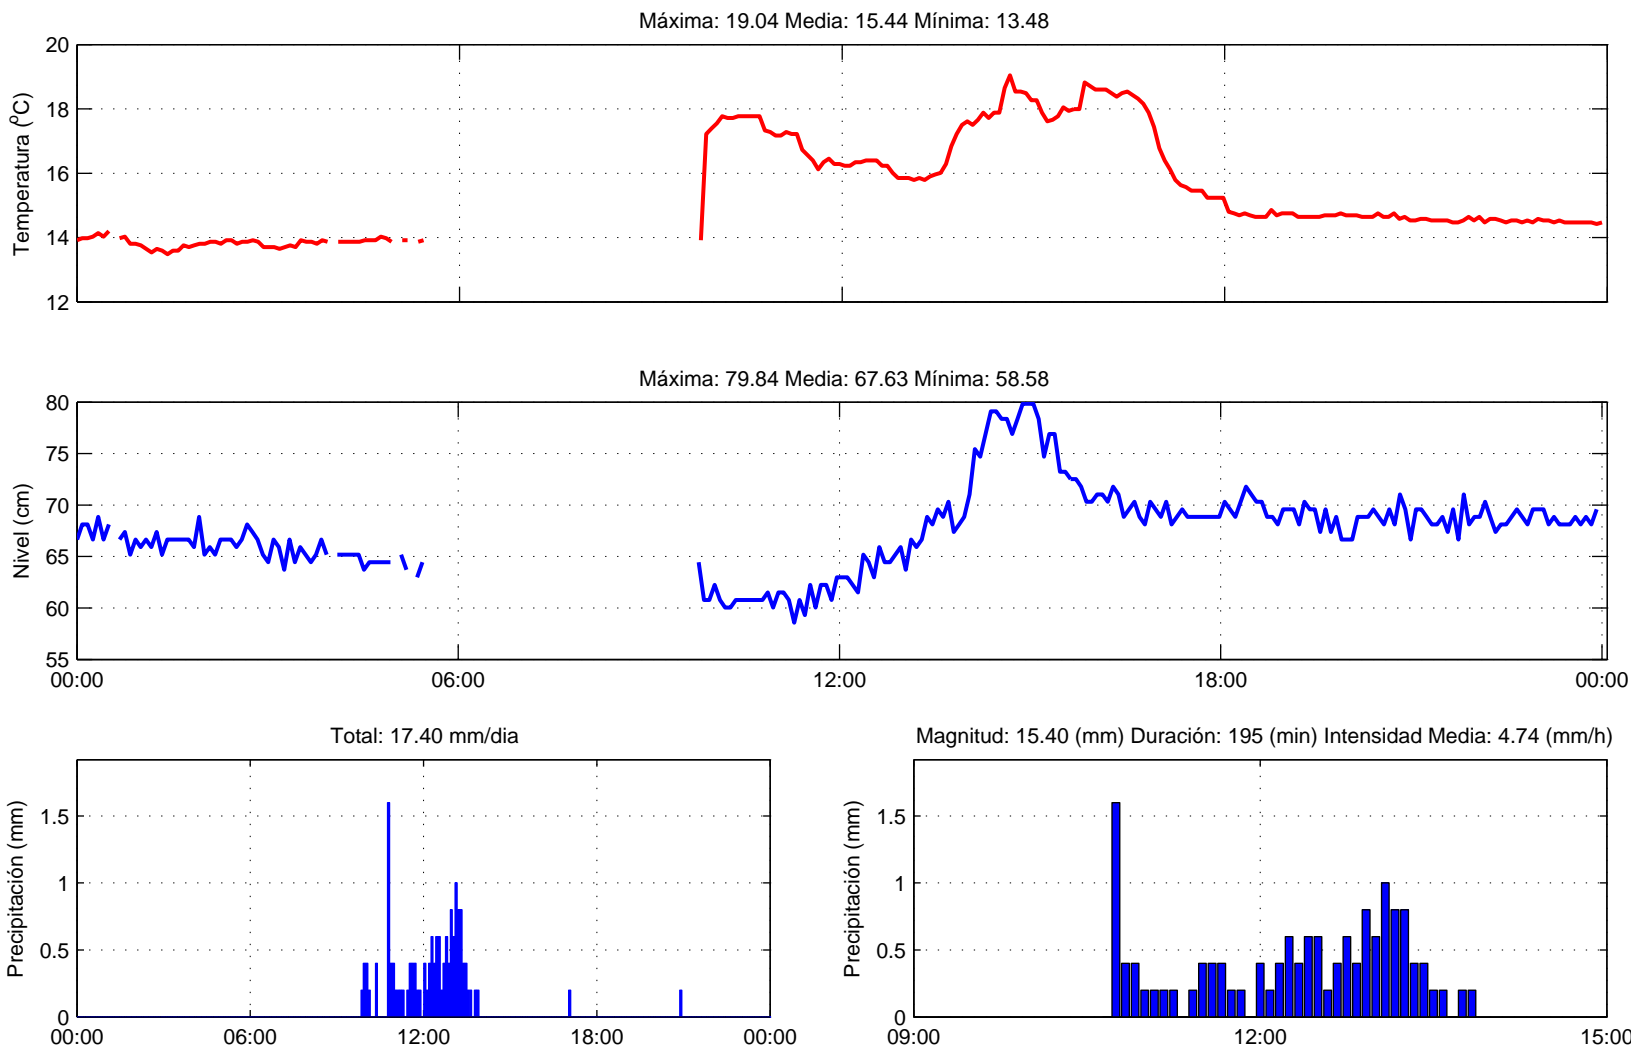 Máxima: 19.04 Media: 15.44 Mínima: 13.48
Temperatura (°C)
20
18
16
14
12
Máxima: 79.84 Media: 67.63 Mínima: 58.58
Nivel (cm)
80
75
70
65
60
55
00:00 06:00 12:00 18:00 00:00
Total: 17.40 mm/dia
Precipitación (mm)
1.5
1
0.5
0
00:00 06:00 12:00 18:00 00:00
Magnitud: 15.40 (mm) Duración: 195 (min) Intensidad Media: 4.74 (mm/h)
Precipitación (mm)
1.5
1
0.5
0
09:00 12:00 15:00